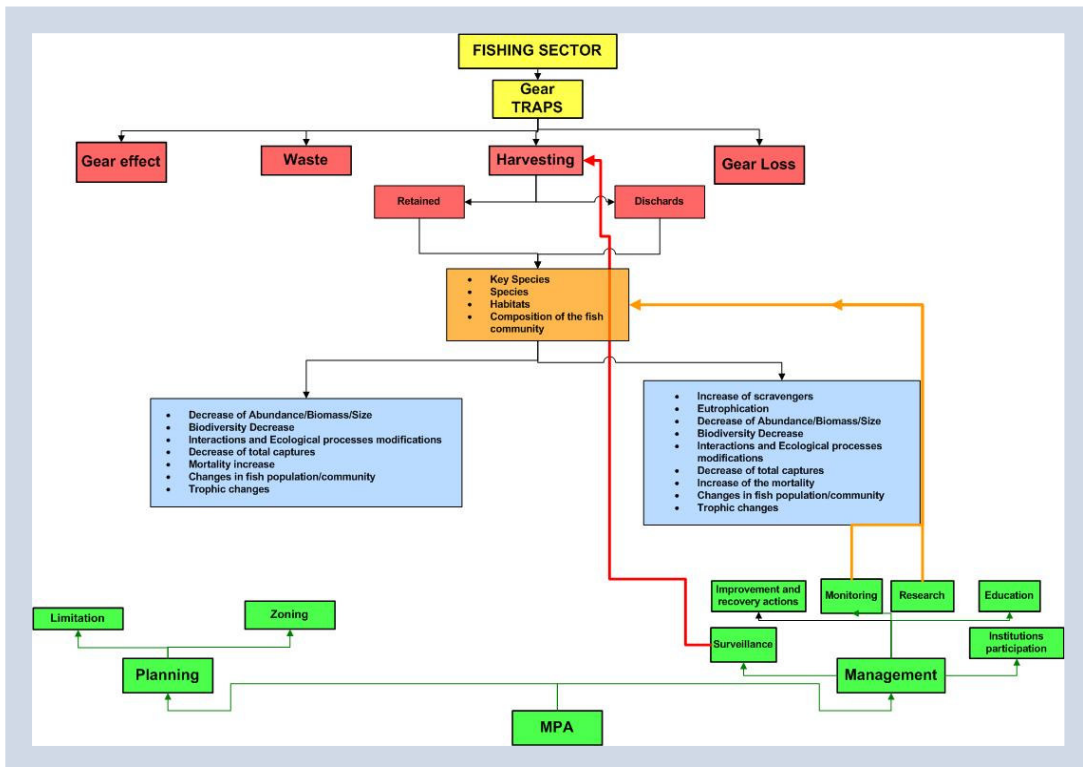 FISHING SECTOR
Gear
TRAPS
Gear effect
Waste
Harvesting
Gear Loss
Retained
Dischards
• Key Species
• Species
• Habitats
• Composition of the fish
community
• Decrease of Abundance/Biomass/Size
• Biodiversity Decrease
• Interactions and Ecological processes modifications
• Decrease of total captures
• Mortality increase
• Changes in fish population/community
• Trophic changes
• Increase of scravengers
• Eutrophication
• Decrease of Abundance/Biomass/Size
• Biodiversity Decrease
• Interactions and Ecological processes
modifications
• Decrease of total captures
• Increase of the mortality
• Changes in fish population/community
• Trophic changes
Limitation
Zoning
Planning
Improvement and
recovery actions
Monitoring
Research
Education
Surveillance
Institutions
participation
Management
MPA